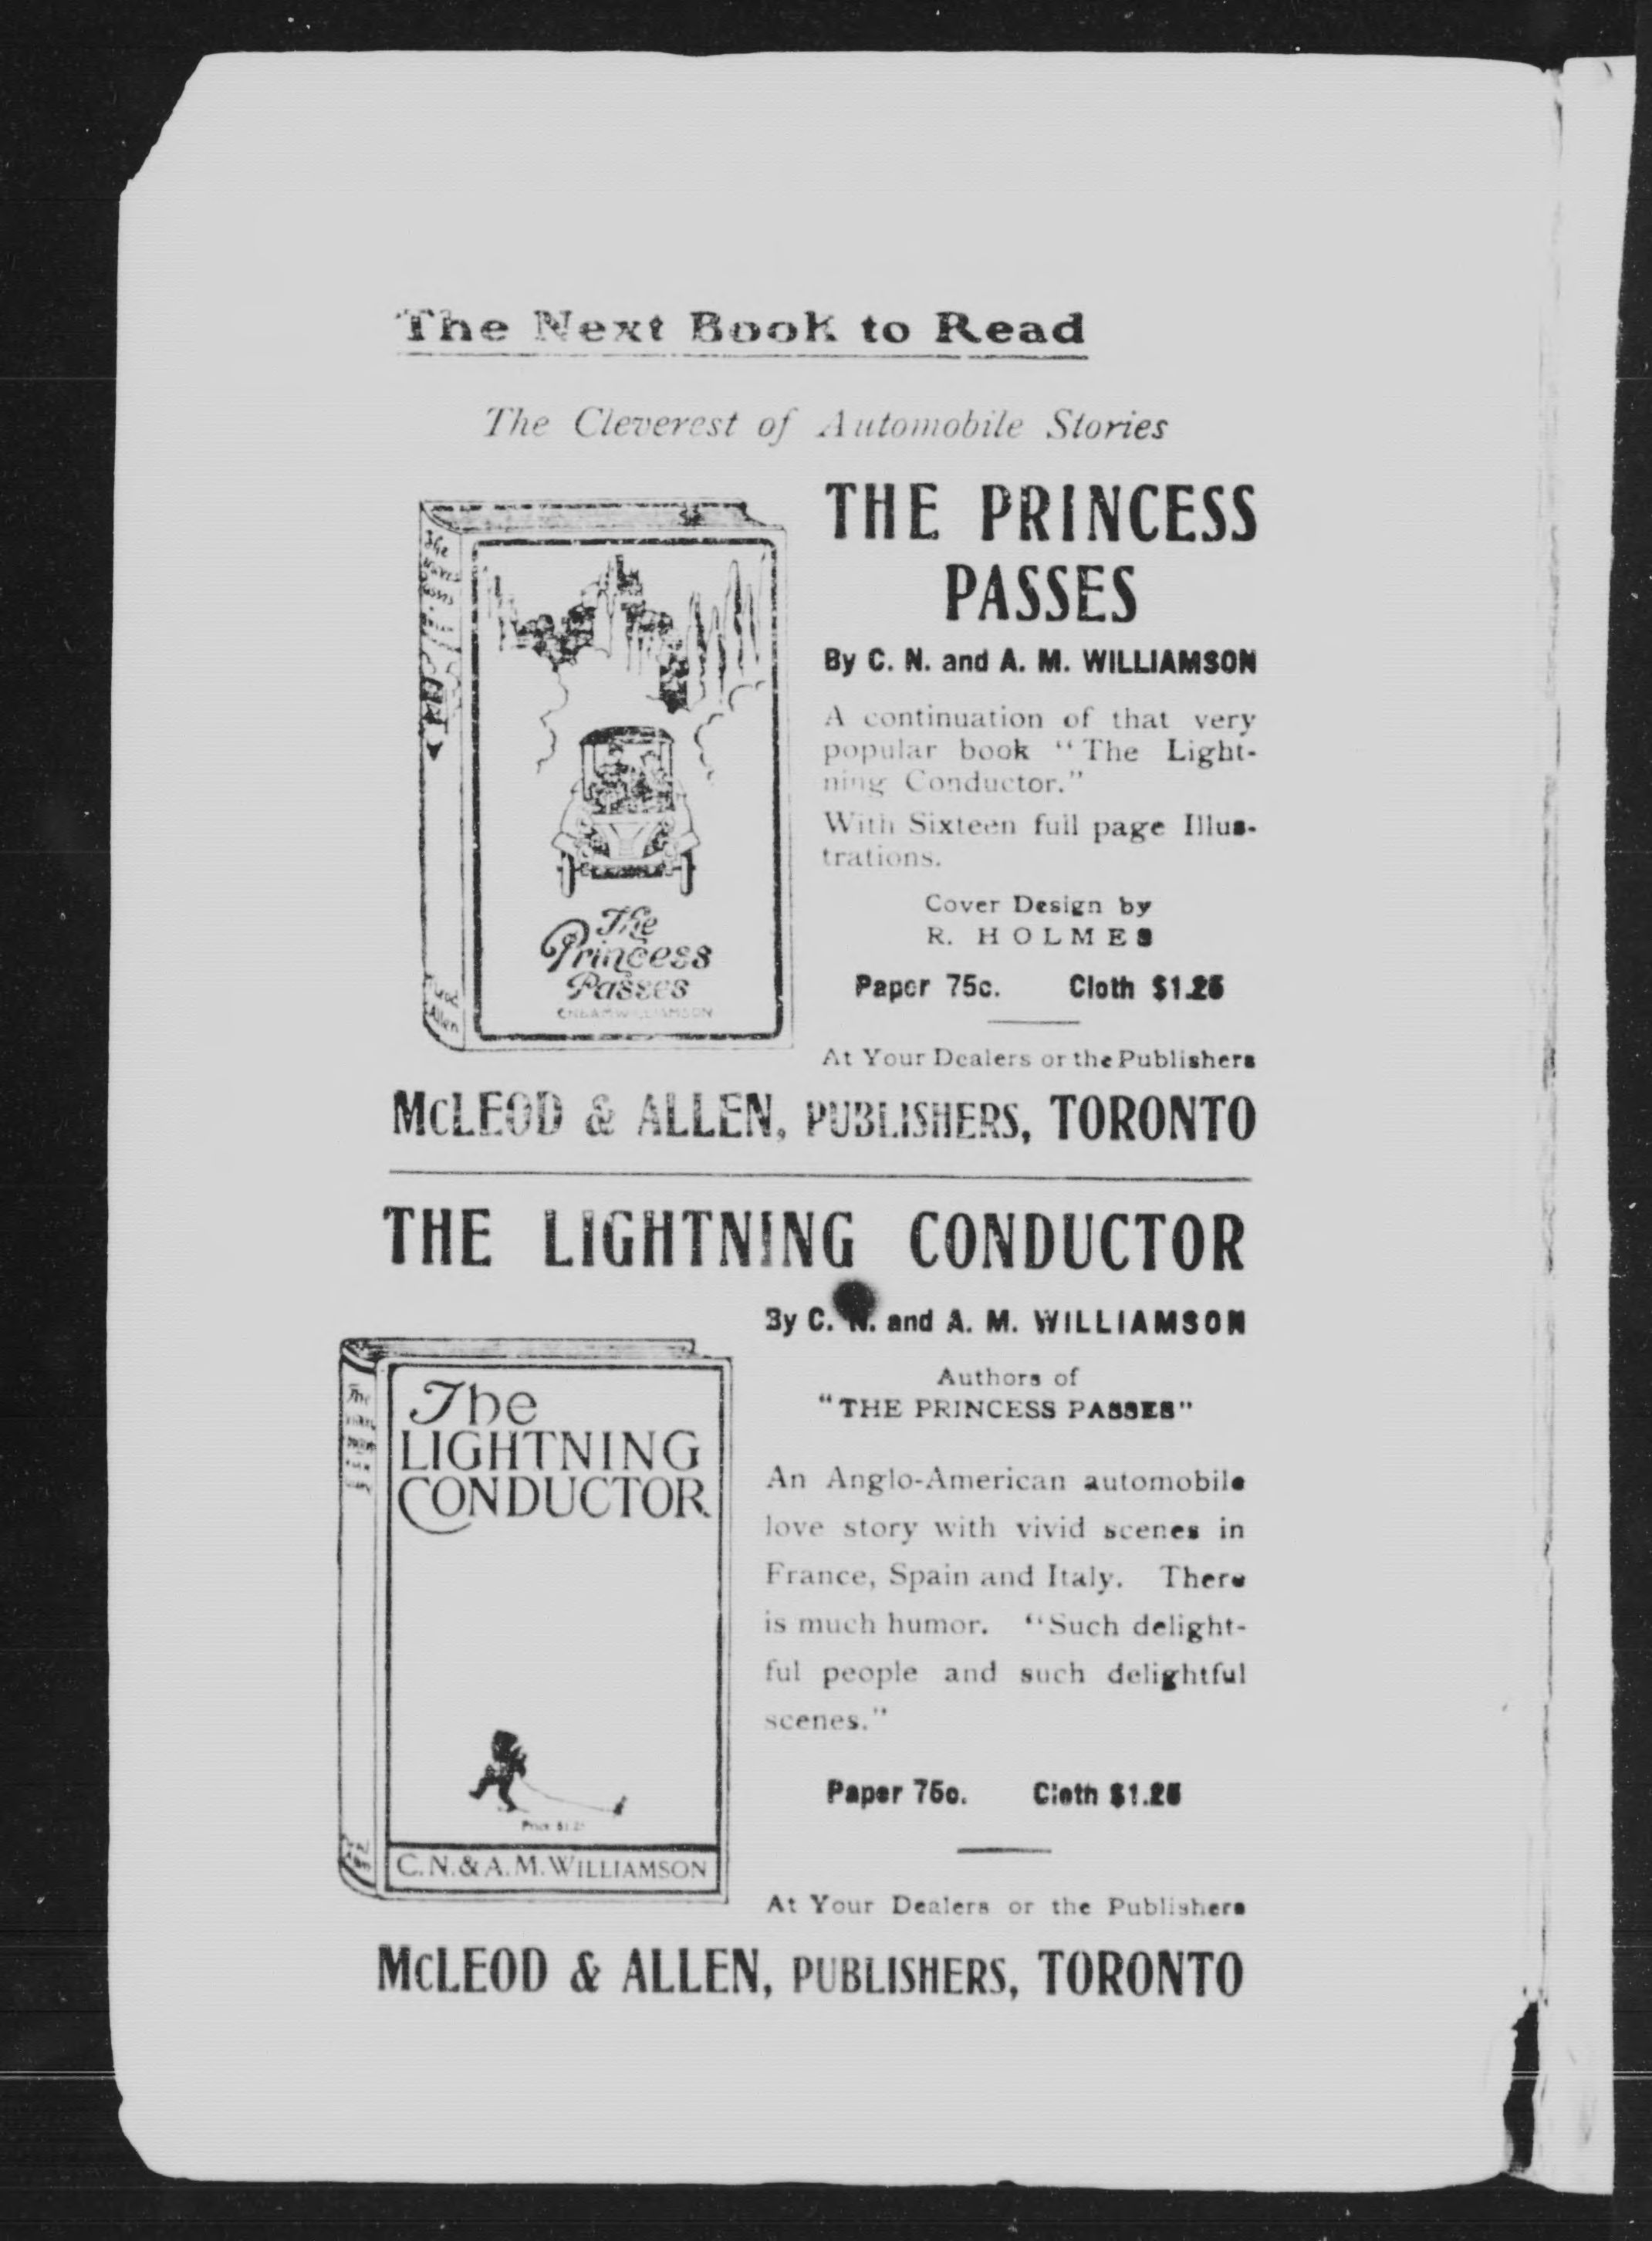 The Next Book to Read
The Cleverest of Automobile Stories
THE PRINCESS
PASSES
By C. N. and A. M. WILLIAMSON
A continuation of that very
popular book “The Light-
ning Conductor.”
With Sixteen full page Illus-
trations.
Cover Design by
R. HOLMES
Paper 75c. Cloth $1.25
At Your Dealers or the Publishers
The
Princess
Passes
C N & A M WILLIAMSON
McLEOD & ALLEN, PUBLISHERS, TORONTO
THE LIGHTNING CONDUCTOR
By C. N. and A. M. WILLIAMSON
Authors of
“THE PRINCESS PASSES”
An Anglo-American automobile
love story with vivid scenes in
France, Spain and Italy. There
is much humor. “Such delight-
ful people and such delightful
scenes.”
Paper 75c. Cloth $1.25
At Your Dealers or the Publishers
The
LIGHTNING
CONDUCTOR
Price $1.25
C. N. & A. M. WILLIAMSON
McLEOD & ALLEN, PUBLISHERS, TORONTO